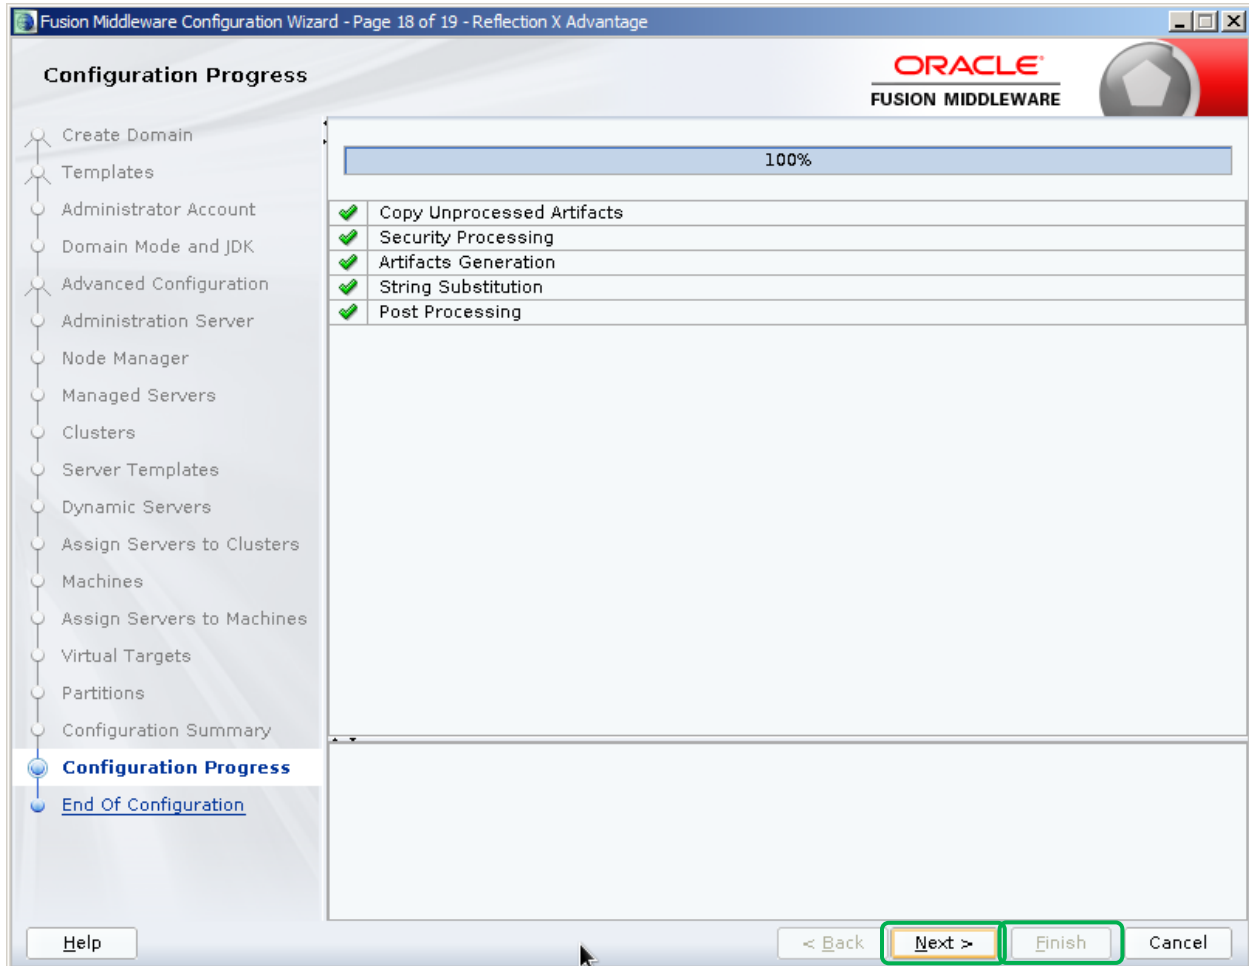 Fusion Middleware Configuration Wizard - Page 18 of 19 - Reflection X Advantage
Configuration Progress
ORACLE
FUSION MIDDLEWARE
Create Domain
Templates
Administrator Account
Domain Mode and JDK
Advanced Configuration
Administration Server
Node Manager
Managed Servers
Clusters
Server Templates
Dynamic Servers
Assign Servers to Clusters
Machines
Assign Servers to Machines
Virtual Targets
Partitions
Configuration Summary
Configuration Progress
End Of Configuration
100%
Copy Unprocessed Artifacts
Security Processing
Artifacts Generation
String Substitution
Post Processing
Help
< Back
Next >
Finish
Cancel